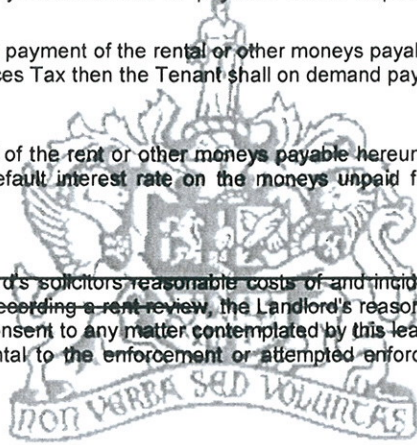 payment of the rental or other moneys payal
ces Tax then the Tenant shall on demand pay
of the rent or other moneys payable hereun
efault interest rate on the moneys unpaid f
rd's solicitors reasonable costs of and incid
ecording a rent review, the Landlord's reason
onsent to any matter contemplated by this lea
ntal to the enforcement or attempted enforc
NON VERBA SED VOLUNTAS